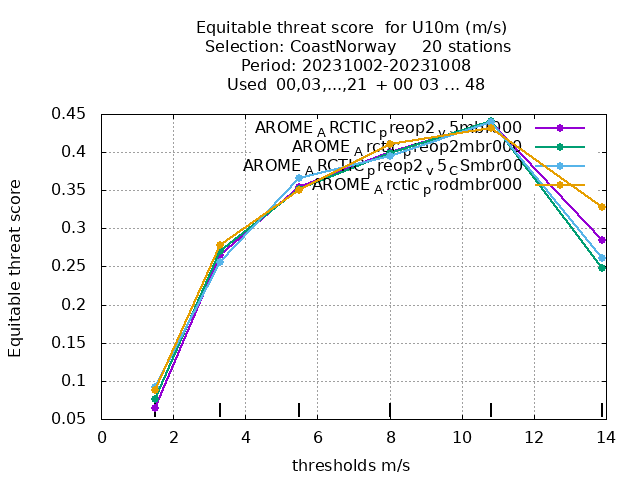 Equitable threat score for U10m (m/s)
Selection: CoastNorway 20 stations
Period: 20231002-20231008
Used 00,03,...,21 + 00 03 ... 48
0.45
0.4
0.35
0.3
0.25
0.2
0.15
0.1
0.05
0 2 4 6 8 10 12 14
Equitable threat score
thresholds m/s
AROME_ARCTIC_preop2_v5mbr000
AROME_Arctic_preop2mbr000
AROME_ARCTIC_preop2_v5_CSmbr00
AROME_Arctic_prodmbr000